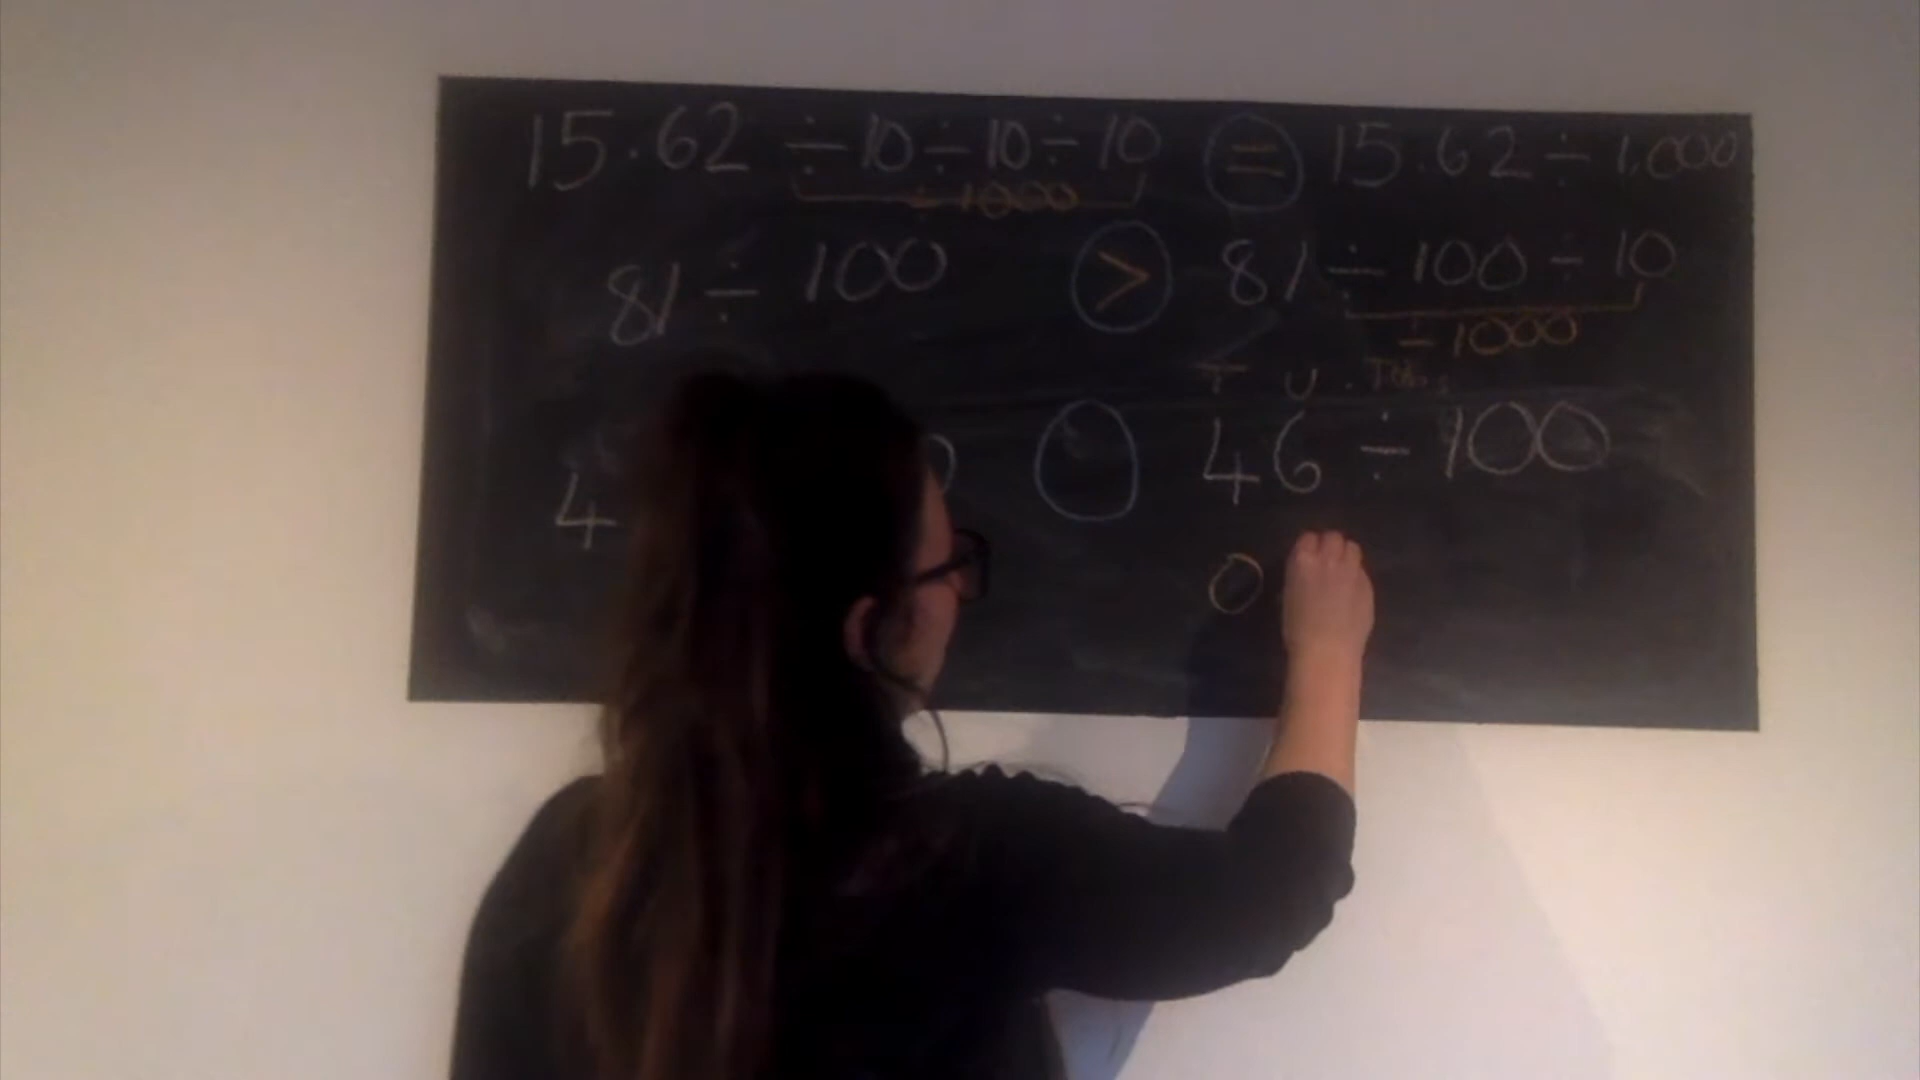 15.62 ÷ 10 ÷ 10 ÷ 10 = 15.62 ÷ 1,000
÷ 1000
81 ÷ 100 > 81 ÷ 100 ÷ 10
÷ 1000
T U .
4 46 ÷ 100
0